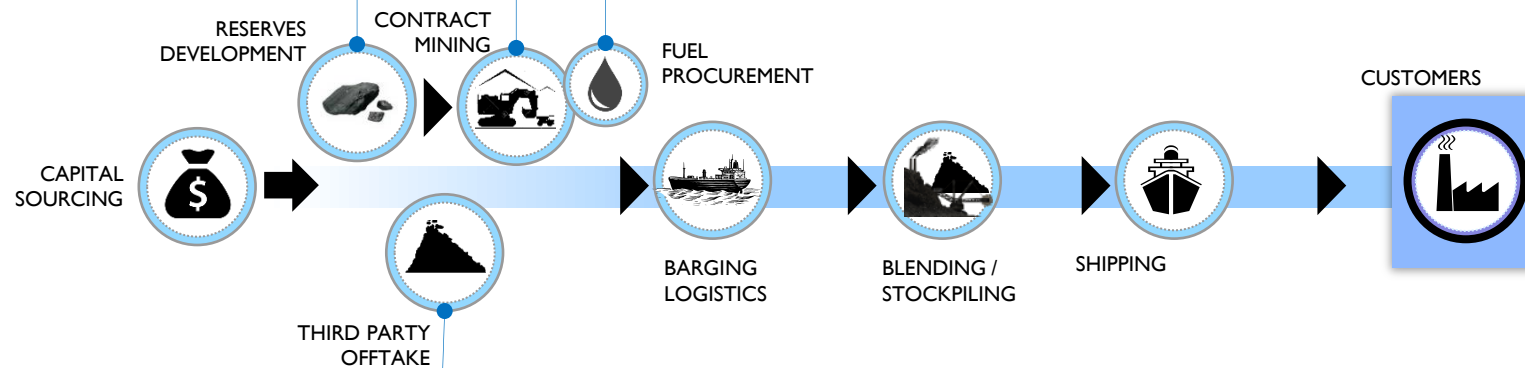 RESERVES
DEVELOPMENT
CONTRACT
MINING
FUEL
PROCUREMENT
CUSTOMERS
CAPITAL
SOURCING
$
BARGING
LOGISTICS
BLENDING /
STOCKPILING
SHIPPING
THIRD PARTY
OFFTAKE